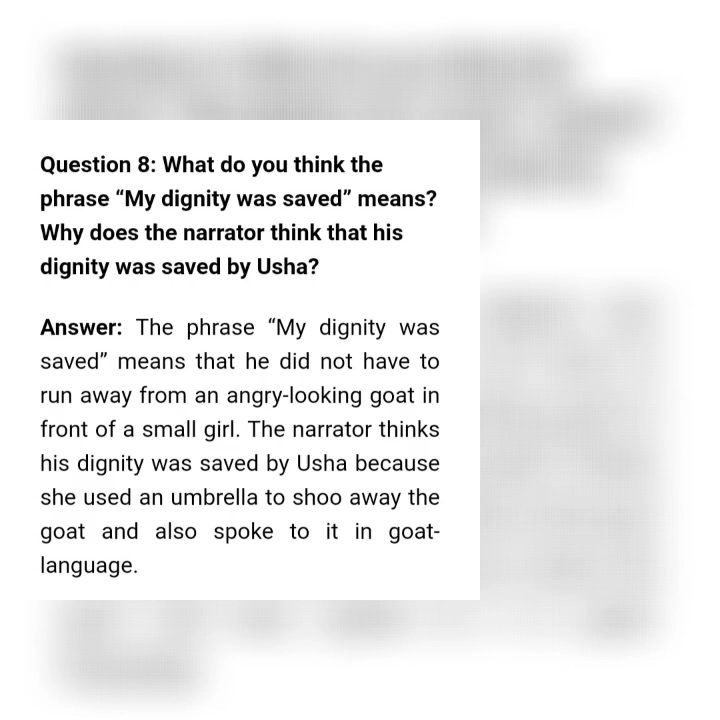 Question 8: What do you think the
phrase “My dignity was saved” means?
Why does the narrator think that his
dignity was saved by Usha?
Answer: The phrase “My dignity was
saved” means that he did not have to
run away from an angry-looking goat in
front of a small girl. The narrator thinks
his dignity was saved by Usha because
she used an umbrella to shoo away the
goat and also spoke to it in goat-
language.